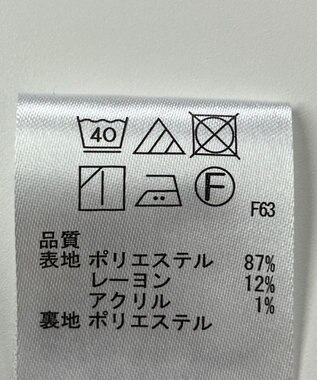 40
F
F63
品質
表地 ポリエステル 87%
レーヨン 12%
アクリル 1%
裏地 ポリエステル